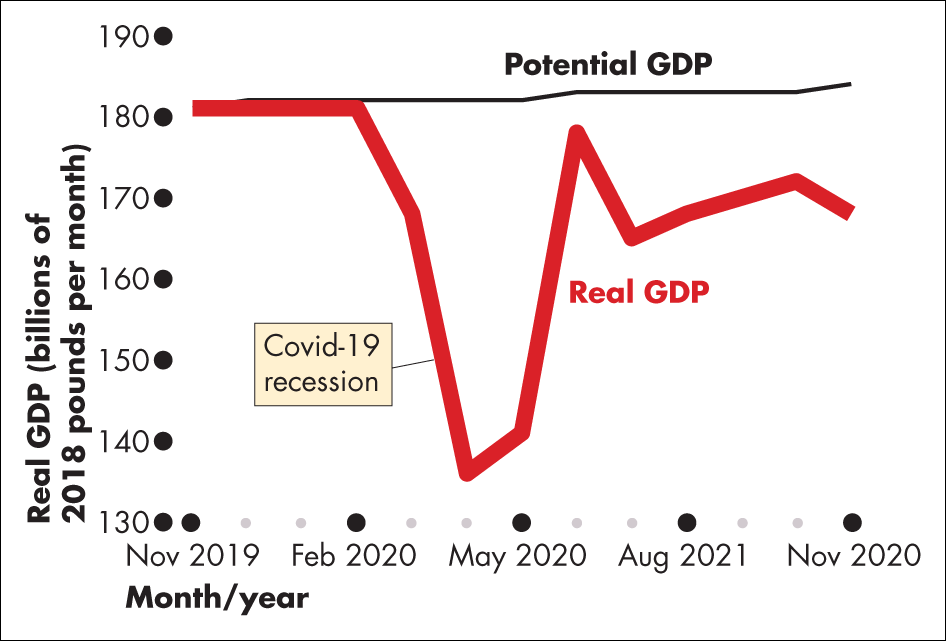 Real GDP (billions of
2018 pounds per month)
190
180
170
160
150
140
130
Potential GDP
Real GDP
Covid-19
recession
Nov 2019
Feb 2020
May 2020
Aug 2021
Nov 2020
Month/year